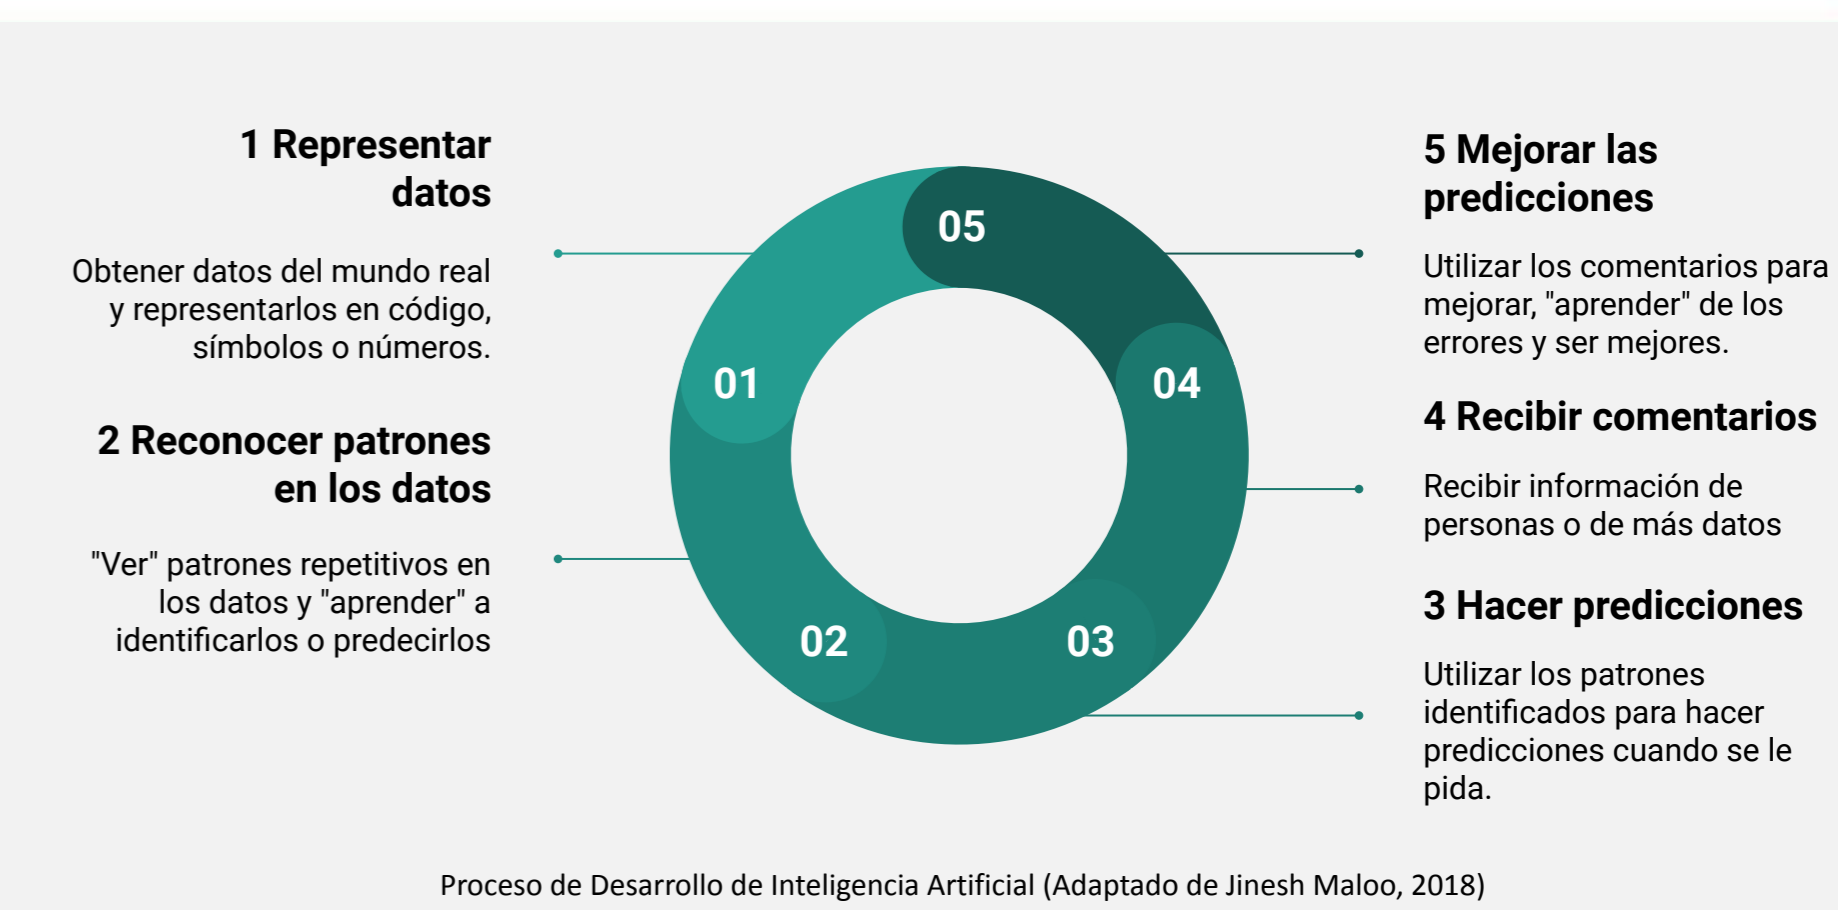 1 Representar
datos
Obtener datos del mundo real
y representarlos en código,
símbolos o números.
2 Reconocer patrones
en los datos
"Ver" patrones repetitivos en
los datos y "aprender" a
identificarlos o predecirlos
05
01
04
02
03
5 Mejorar las
predicciones
Utilizar los comentarios para
mejorar, "aprender" de los
errores y ser mejores.
4 Recibir comentarios
Recibir información de
personas o de más datos
3 Hacer predicciones
Utilizar los patrones
identificados para hacer
predicciones cuando se le
pida.
Proceso de Desarrollo de Inteligencia Artificial (Adaptado de Jinesh Maloo, 2018)